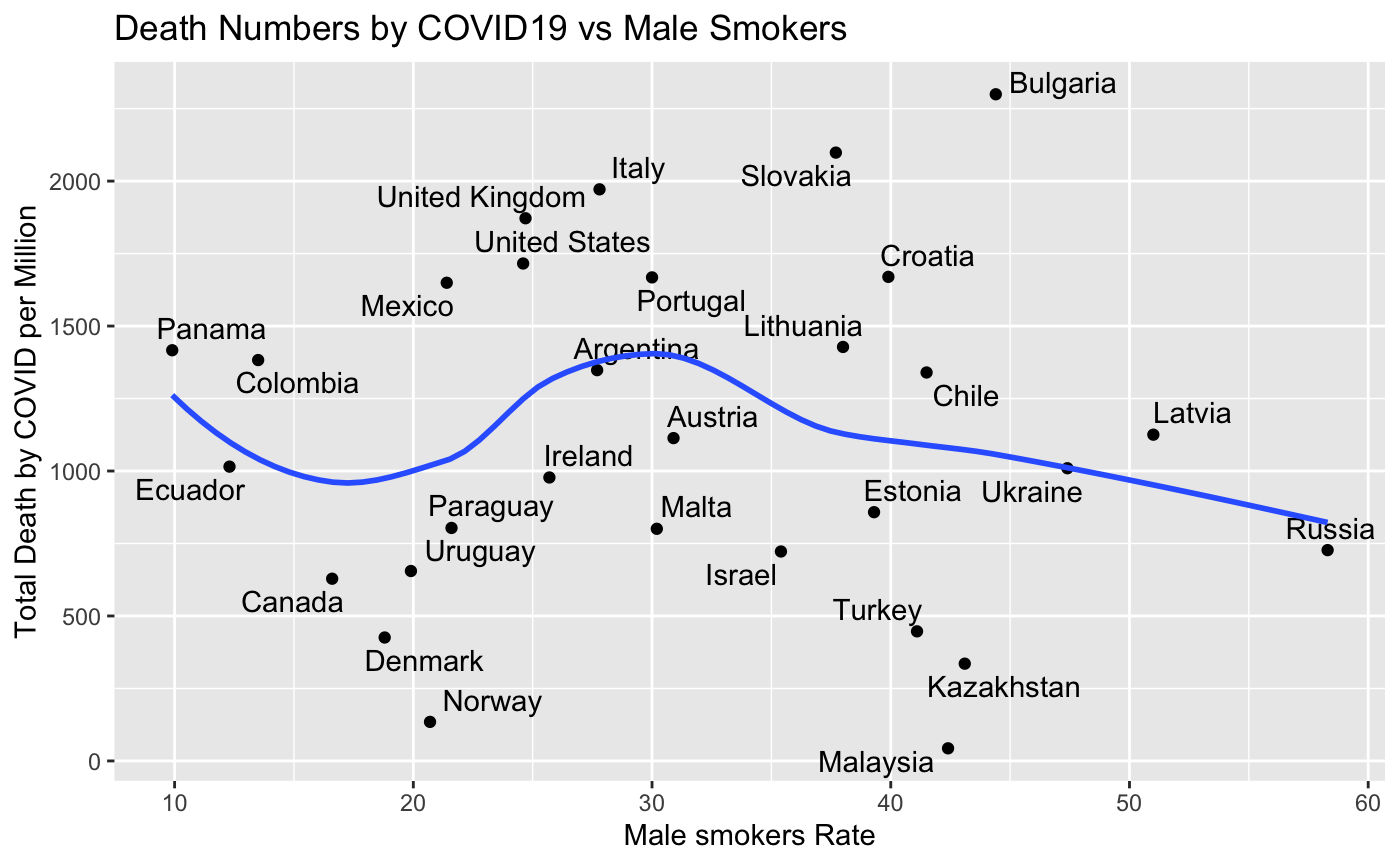 Death Numbers by COVID19 vs Male Smokers
Total Death by COVID per Million
2000
1500
1000
500
0
Bulgaria
Italy
Slovakia
United Kingdom
United States
Croatia
Mexico
Portugal
Panama
Lithuania
Argentina
Colombia
Chile
Austria
Latvia
Ireland
Ecuador
Estonia
Ukraine
Paraguay
Malta
Russia
Uruguay
Israel
Canada
Turkey
Denmark
Kazakhstan
Norway
Malaysia
10
20
30
40
50
60
Male smokers Rate